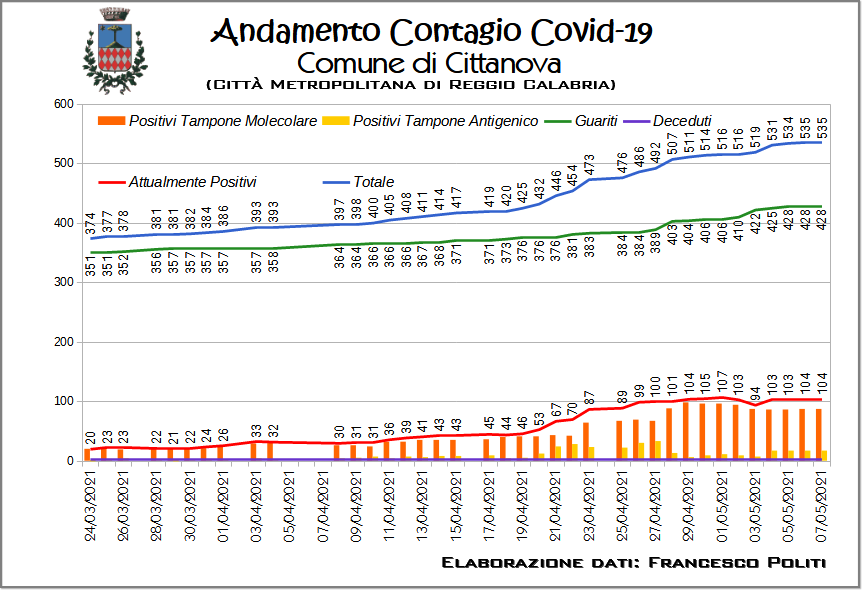 Andamento Contagio Covid-19
Comune di Cittanova
(Città Metropolitana di Reggio Calabria)
600
500
400
300
200
100
0
Positivi Tampone Molecolare
Positivi Tampone Antigenico
Guariti
Deceduti
Attualmente Positivi
Totale
374 377 378 381 381 382 384 386 393 393 397 398 400 405 408 411 414 417 419 420 425 432 446 454 473 476 486 492 507 511 514 516 516 519 531 534 535 535
351 351 352 356 357 357 357 357 357 358 364 364 366 366 366 367 368 371 371 373 376 376 376 381 383 384 384 389 403 404 406 406 410 422 425 428 428 428
20 23 23 22 21 22 24 26 33 32 30 31 31 36 39 41 43 43 45 44 46 53 67 70 87 89 99 100 101 104 105 107 103 94 103 103 104 104
24/03/2021 26/03/2021 28/03/2021 30/03/2021 01/04/2021 03/04/2021 05/04/2021 07/04/2021 09/04/2021 11/04/2021 13/04/2021 15/04/2021 17/04/2021 19/04/2021 21/04/2021 23/04/2021 25/04/2021 27/04/2021 29/04/2021 01/05/2021 03/05/2021 05/05/2021 07/05/2021
Elaborazione dati: Francesco Politi